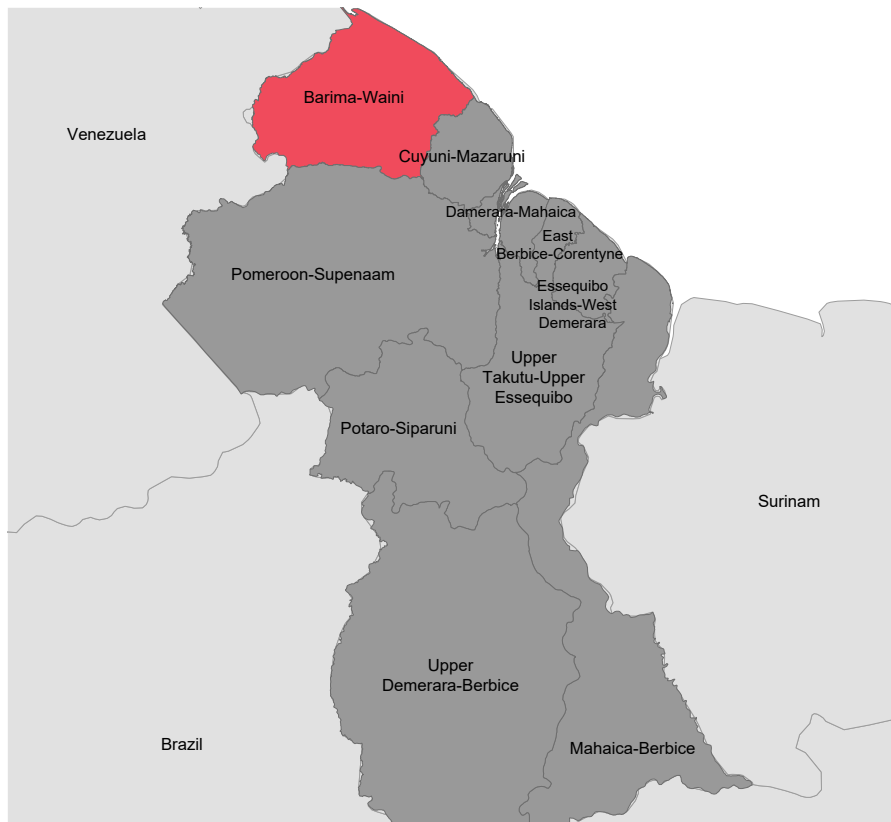 Barima-Waini
Venezuela
Cuyuni-Mazaruni
Damerara-Mahaica
East
Berbice-Corentyne
Pomeroon-Supenaam
Essequibo
Islands-West
Demerara
Upper
Takutu-Upper
Essequibo
Potaro-Siparuni
Surinam
Upper
Demerara-Berbice
Brazil
Mahaica-Berbice